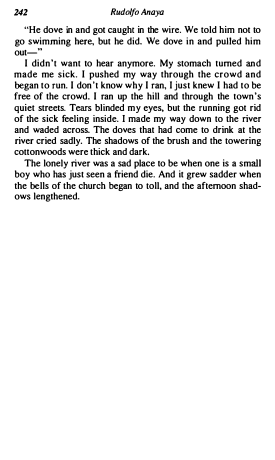 242 Rudolfo Anaya
"He dove in and got caught in the wire. We told him not to
go swimming here, but he did. We dove in and pulled him
out—"
I didn't want to hear anymore. My stomach turned and
made me sick. I pushed my way through the crowd and
began to run. I don't know why I ran, I just knew I had to be
free of the crowd. I ran up the hill and through the town's
quiet streets. Tears blinded my eyes, but the running got rid
of the sick feeling inside. I made my way down to the river
and waded across. The doves that had come to drink at the
river cried sadly. The shadows of the brush and the towering
cottonwoods were thick and dark.
The lonely river was a sad place to be when one is a small
boy who has just seen a friend die. And it grew sadder when
the bells of the church began to toll, and the afternoon shad-
ows lengthened.